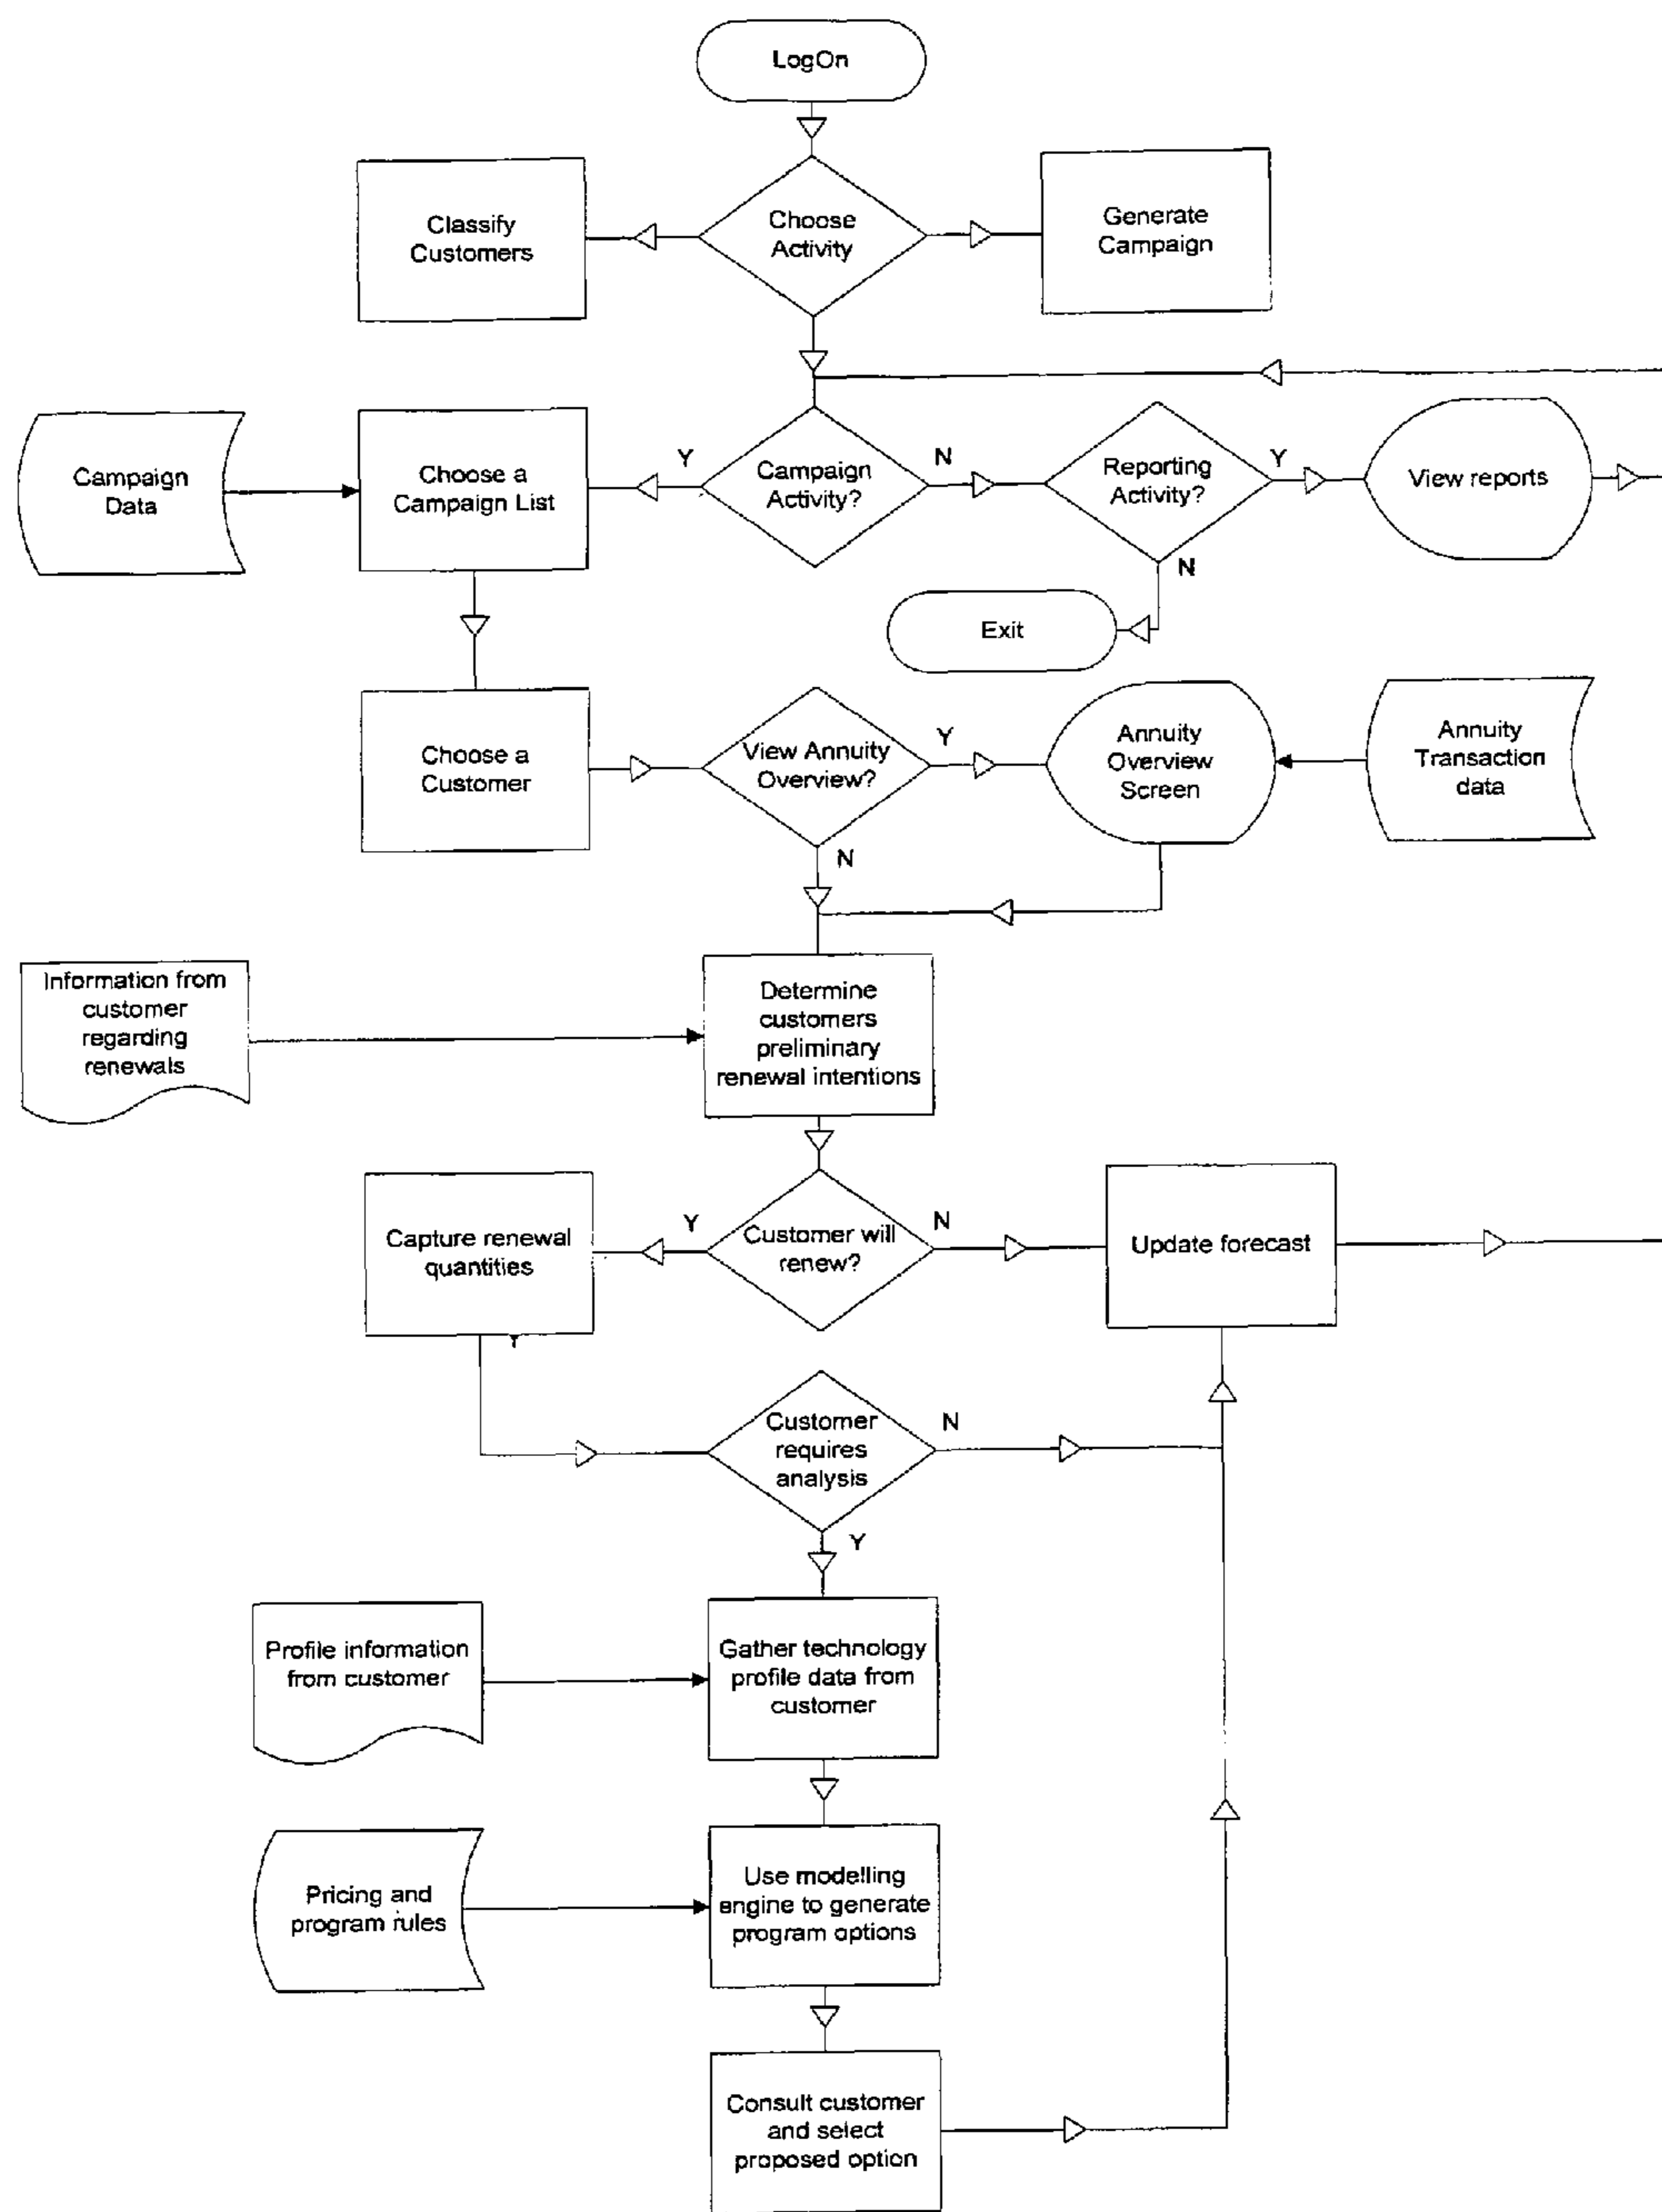 LogOn
Classify
Customers
Choose
Activity
Generate
Campaign
Campaign
Data
Choose a
Campaign List
Y
Campaign
Activity?
N
Reporting
Activity?
Y
View reports
N
Exit
Choose a
Customer
View Annuity
Overview?
Y
Annuity
Overview
Screen
Annuity
Transaction
data
N
Information from
customer
regarding
renewals
Determine
customers
preliminary
renewal intentions
Capture renewal
quantities
Y
Customer will
renew?
N
Update forecast
Y
Customer
requires
analysis
N
Y
Profile information
from customer
Gather technology
profile data from
customer
Pricing and
program rules
Use modelling
engine to generate
program options
Consult customer
and select
proposed option